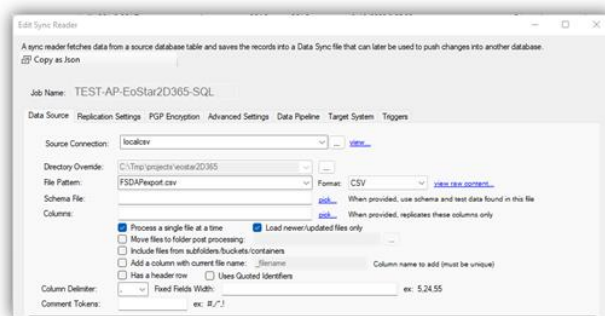 Edit Sync Reader
A sync reader fetches data from a source database table and saves the records into a Data Sync file that can later be used to push changes into another database.
Copy as Json
Job Name: TEST-AP-EoStar2D365-SQL
Data Source Replication Settings PGP Encryption Advanced Settings Data Pipeline Target System Triggers
Source Connection: localcsv ... view...
Directory Override: C:\Tmp\projects\eostar2D365 ...
File Pattern: FSDAPexport.csv Format: CSV view raw content...
Schema File: pick... When provided, use schema and test data found in this file
Columns: pick... When provided, replicates these columns only
Process a single file at a time Load newer/updated files only
Move files to folder post processing: ...
Include files from subfolders/buckets/containers
Add a column with current file name: _filename Column name to add (must be unique)
Has a header row Uses Quoted Identifiers
Column Delimiter: , Fixed Fields Width: ex: 5,24,55
Comment Tokens: ex: